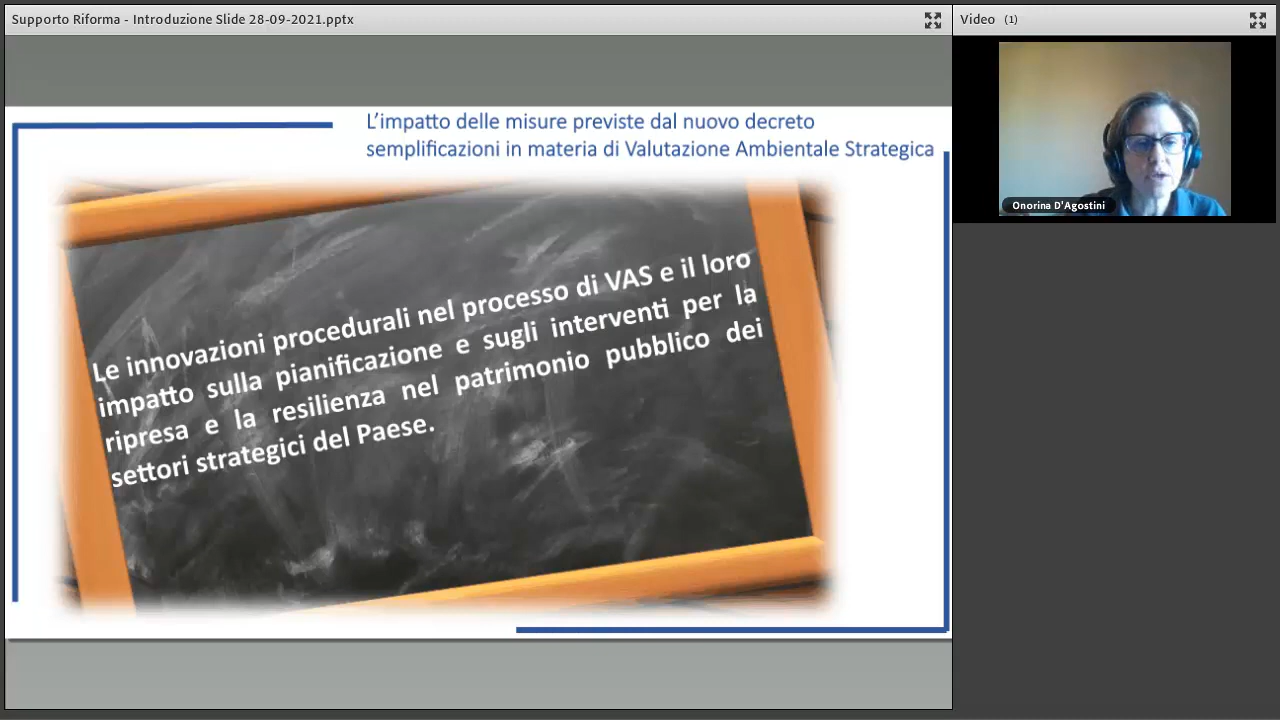 Supporto Riforma - Introduzione Slide 28-09-2021.pptx
Video (1)
L'impatto delle misure previste dal nuovo decreto
semplificazioni in materia di Valutazione Ambientale Strategica
Le innovazioni procedurali nel processo di VAS e il loro
impatto sulla pianificazione e sugli interventi per la
ripresa e la resilienza nel patrimonio pubblico dei
settori strategici del Paese.
Onorina D'Agostini